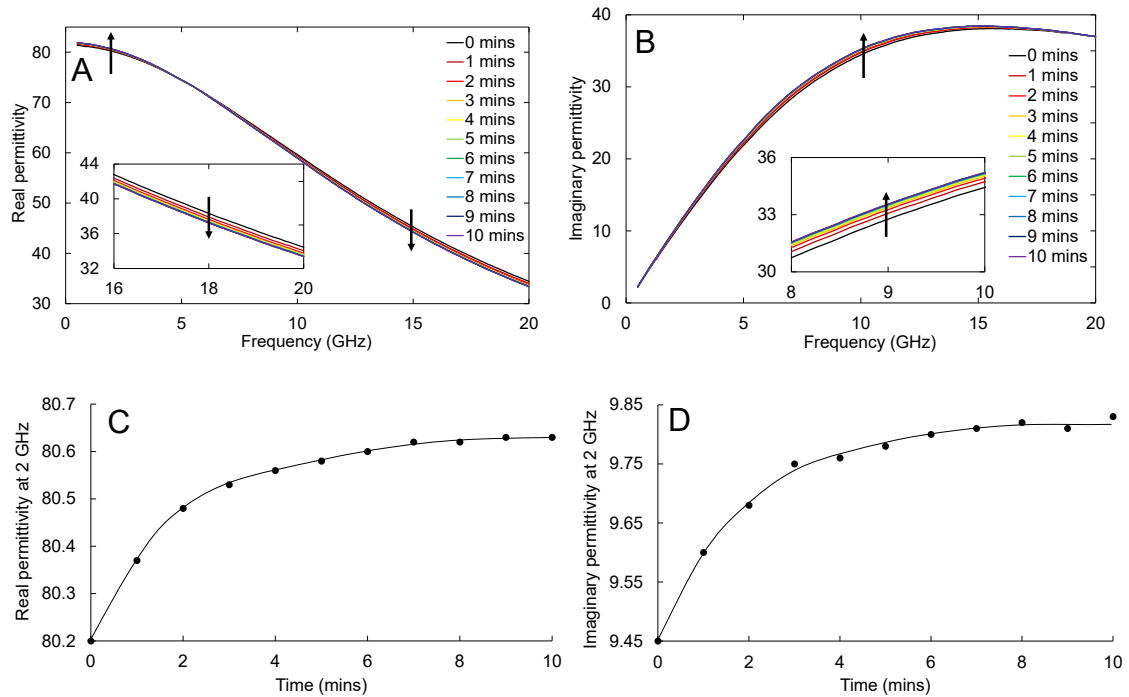 A
Real permittivity
80
70
60
50
40
30
0
5
10
15
20
Frequency (GHz)
0 mins
1 mins
2 mins
3 mins
4 mins
5 mins
6 mins
7 mins
8 mins
9 mins
10 mins
44
40
36
32
16
18
20
B
Imaginary permittivity
40
30
20
10
0
0
5
10
15
20
Frequency (GHz)
0 mins
1 mins
2 mins
3 mins
4 mins
5 mins
6 mins
7 mins
8 mins
9 mins
10 mins
36
33
30
8
9
10
C
Real permittivity at 2 GHz
80.7
80.6
80.5
80.4
80.3
80.2
0
2
4
6
8
10
Time (mins)
D
Imaginary permittivity at 2 GHz
9.85
9.75
9.65
9.55
9.45
0
2
4
6
8
10
Time (mins)